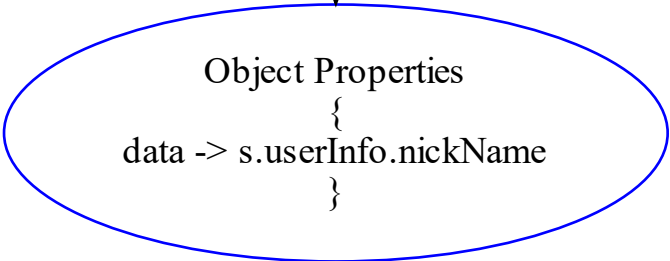 Object Properties
{
data -> s.userInfo.nickName
}